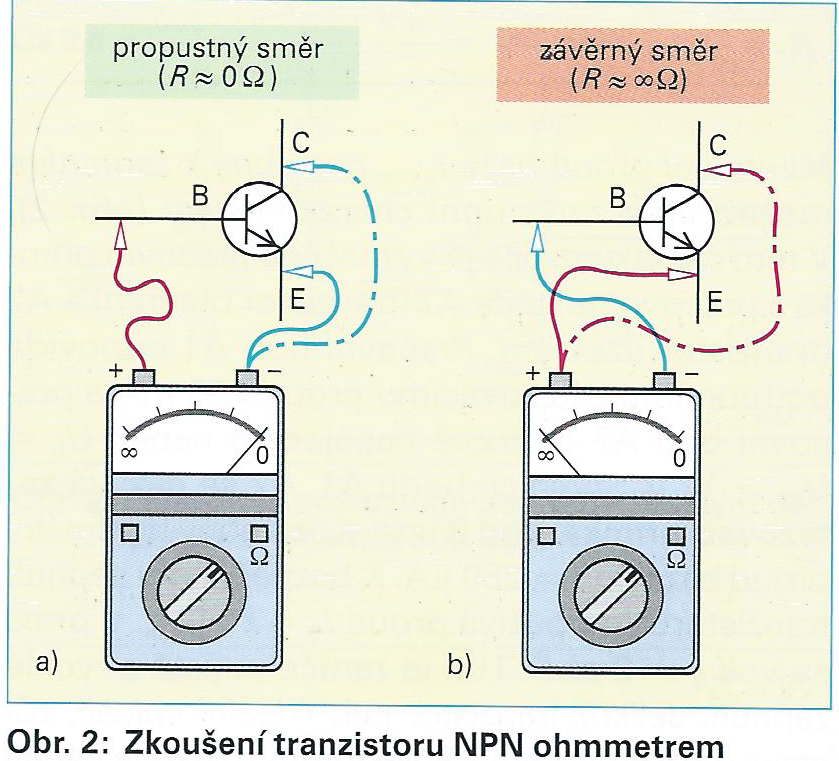 propustný směr
(R ≈ 0 Ω)
závěrný směr
(R ≈ ∞Ω)
C
B
E
+
−
∞
0
Ω
a)
C
B
E
+
−
∞
0
Ω
b)
Obr. 2: Zkoušení tranzistoru NPN ohmmetrem